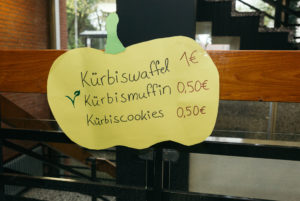 Kürbiswaffel 1€
Kürbismuffin 0,50€
Kürbiscookies 0,50€